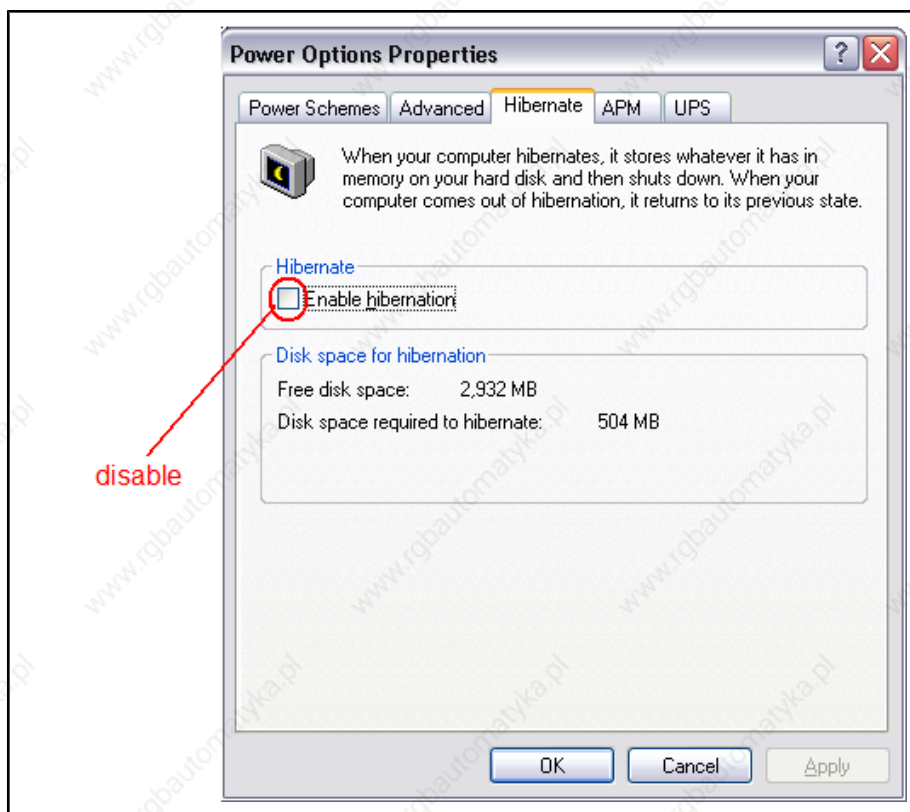 Power Options Properties
Power Schemes Advanced Hibernate APM UPS
When your computer hibernates, it stores whatever it has in
memory on your hard disk and then shuts down. When your
computer comes out of hibernation, it returns to its previous state.
Hibernate
Enable hibernation
Disk space for hibernation
Free disk space: 2,932 MB
Disk space required to hibernate: 504 MB
disable
OK Cancel Apply
www.rgbautomatyka.pl